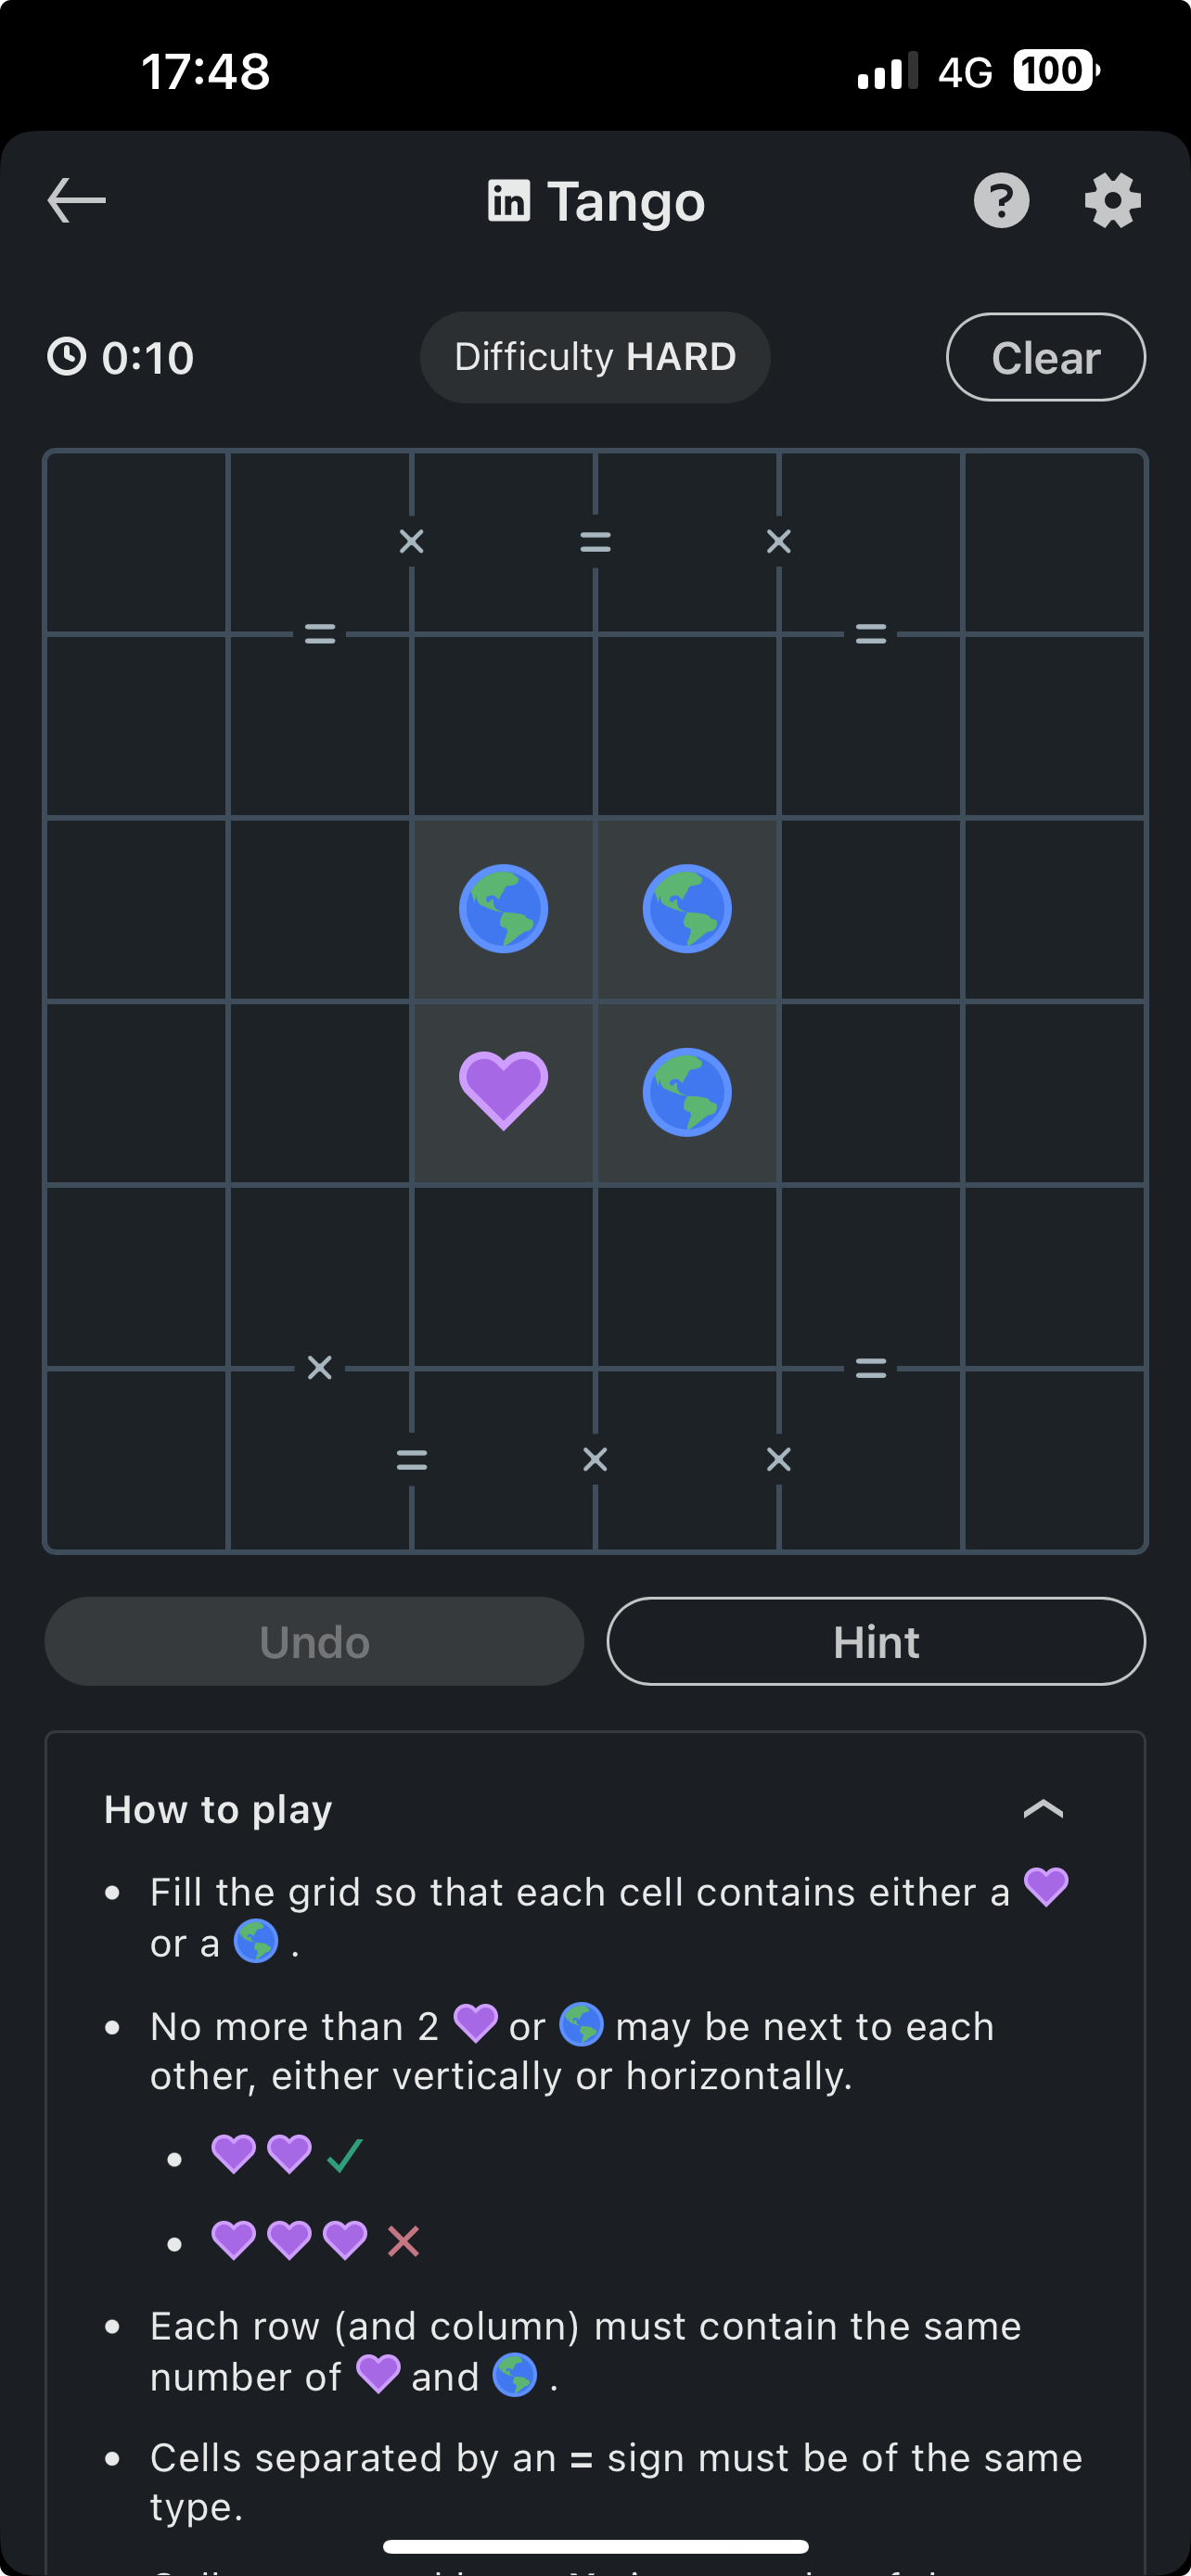 17:48
4G 100
in Tango
?
0:10
Difficulty HARD
Clear
× = ×
= =
× =
= × ×
Undo
Hint
How to play
• Fill the grid so that each cell contains either a
or a .
• No more than 2 or may be next to each
other, either vertically or horizontally.
• Each row (and column) must contain the same
number of and .
• Cells separated by an = sign must be of the same
type.